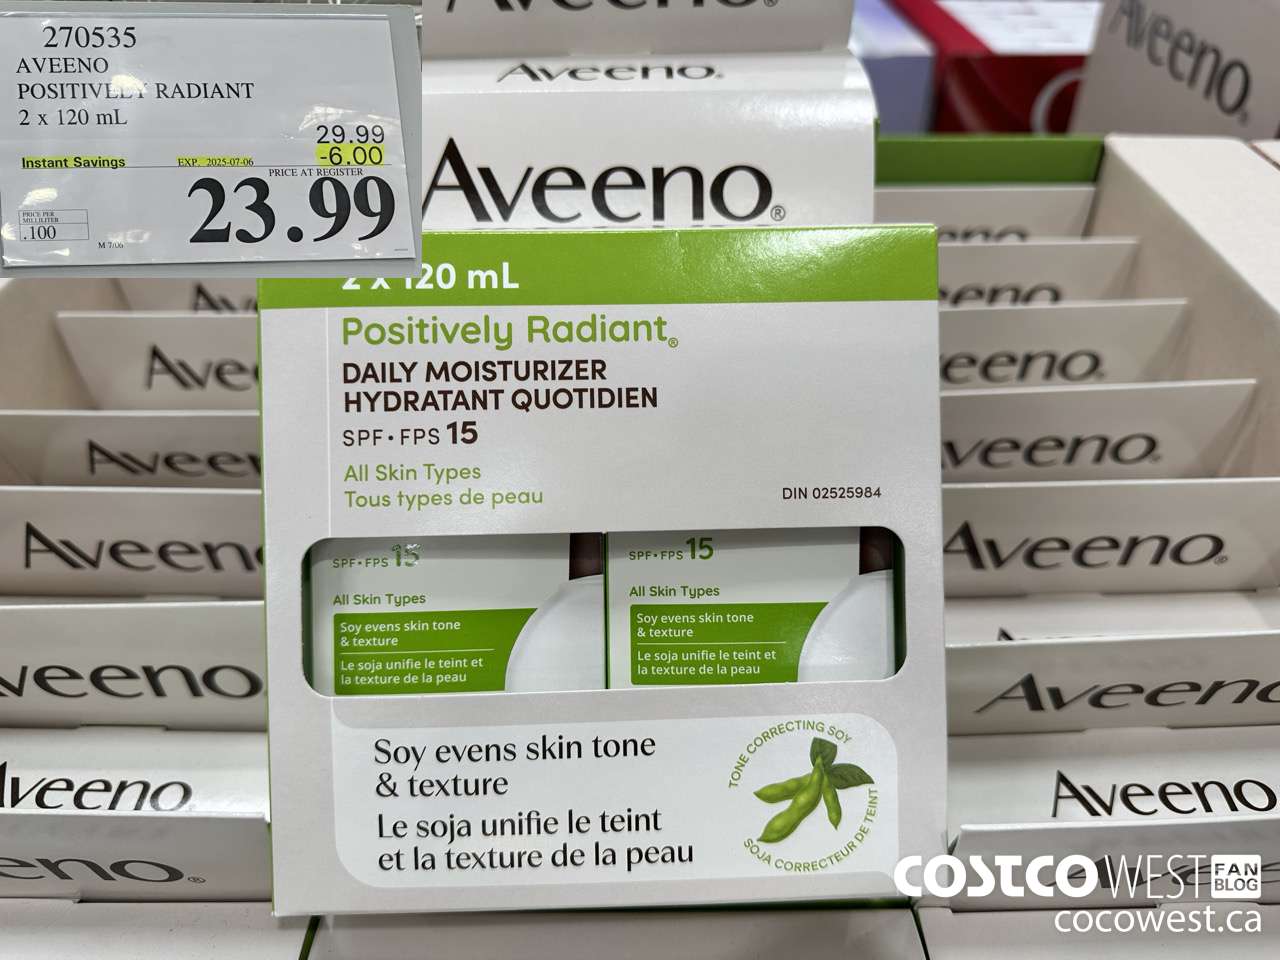 270535
AVEENO
POSITIVELY RADIANT
2 x 120 mL
29.99
Instant Savings EXP. 2025-07-06 -6.00
PRICE AT REGISTER
23.99
PRICE PER
MILLILITER
.100
M 7/06
Aveeno®
Aveeno®
2 x 120 mL
Positively Radiant®
DAILY MOISTURIZER
HYDRATANT QUOTIDIEN
SPF • FPS 15
All Skin Types
Tous types de peau
DIN 02525984
SPF • FPS 15
All Skin Types
Soy evens skin tone
& texture
Le soja unifie le teint et
la texture de la peau
SPF • FPS 15
All Skin Types
Soy evens skin tone
& texture
Le soja unifie le teint et
la texture de la peau
Soy evens skin tone
& texture
Le soja unifie le teint
et la texture de la peau
TONE CORRECTING SOY
SOJA CORRECTEUR DE TEINT
Aveeno®
Aveeno
Aveeno
Aveeno
COSTCO WEST FAN BLOG
cocowest.ca